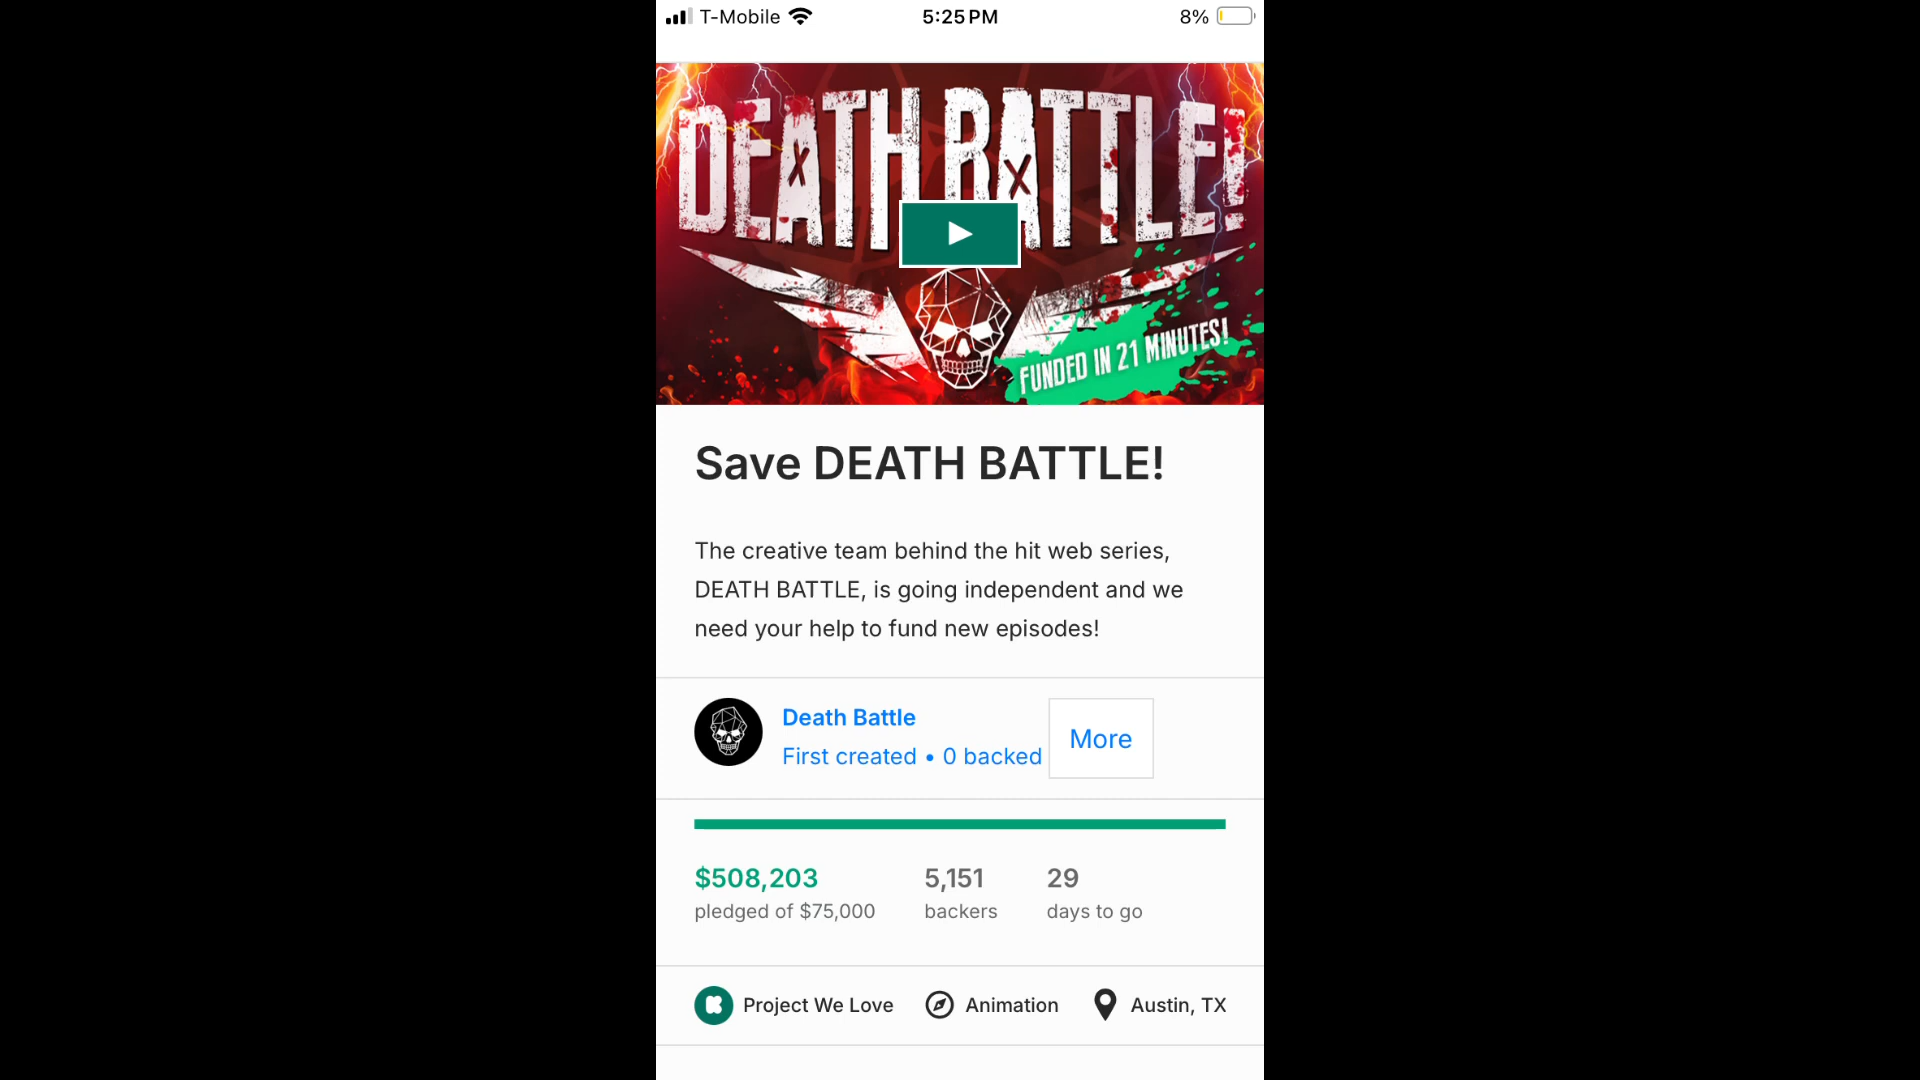 T-Mobile 5:25 PM 8%
DEATH BATTLE!
FUNDED IN 21 MINUTES!
Save DEATH BATTLE!
The creative team behind the hit web series,
DEATH BATTLE, is going independent and we
need your help to fund new episodes!
Death Battle
First created • 0 backed
More
$508,203 5,151 29
pledged of $75,000 backers days to go
Project We Love Animation Austin, TX